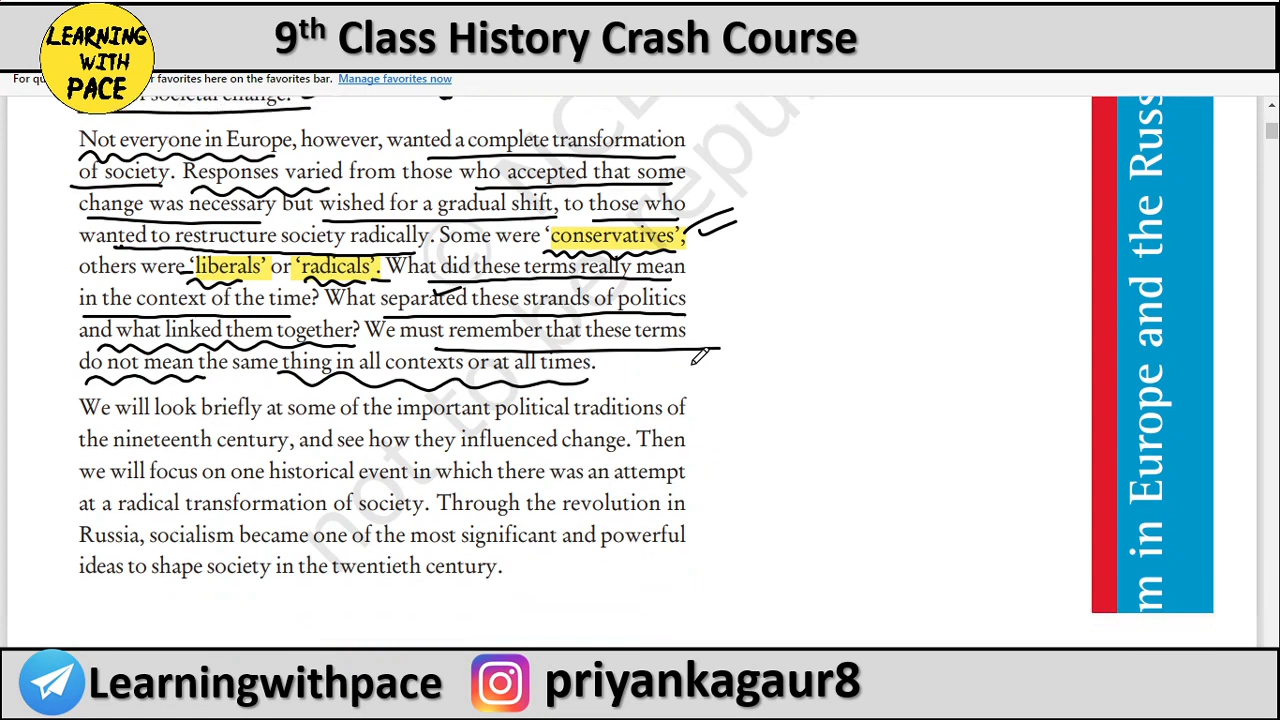 LEARNING
WITH
PACE
9th Class History Crash Course
For qu
r favorites here on the favorites bar. Manage favorites now
societal change.
Not everyone in Europe, however, wanted a complete transformation
of society. Responses varied from those who accepted that some
change was necessary but wished for a gradual shift, to those who
wanted to restructure society radically. Some were ‘conservatives’,
others were ‘liberals’ or ‘radicals’. What did these terms really mean
in the context of the time? What separated these strands of politics
and what linked them together? We must remember that these terms
do not mean the same thing in all contexts or at all times.
We will look briefly at some of the important political traditions of
the nineteenth century, and see how they influenced change. Then
we will focus on one historical event in which there was an attempt
at a radical transformation of society. Through the revolution in
Russia, socialism became one of the most significant and powerful
ideas to shape society in the twentieth century.
m in Europe and the Russ
not to be republ
© NCE
Learningwithpace
priyankagaur8